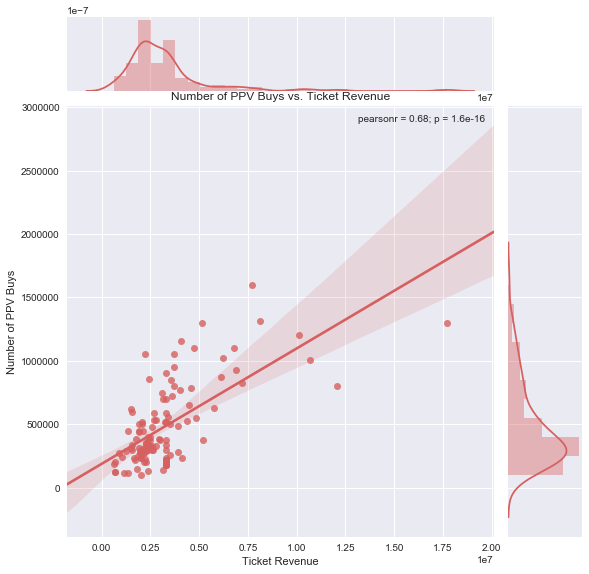 1e−7
1e7
Number of PPV Buys vs. Ticket Revenue
pearsonr = 0.68; p = 1.6e-16
3000000
2500000
2000000
1500000
1000000
500000
0
Number of PPV Buys
0.00 0.25 0.50 0.75 1.00 1.25 1.50 1.75 2.00
1e7
Ticket Revenue